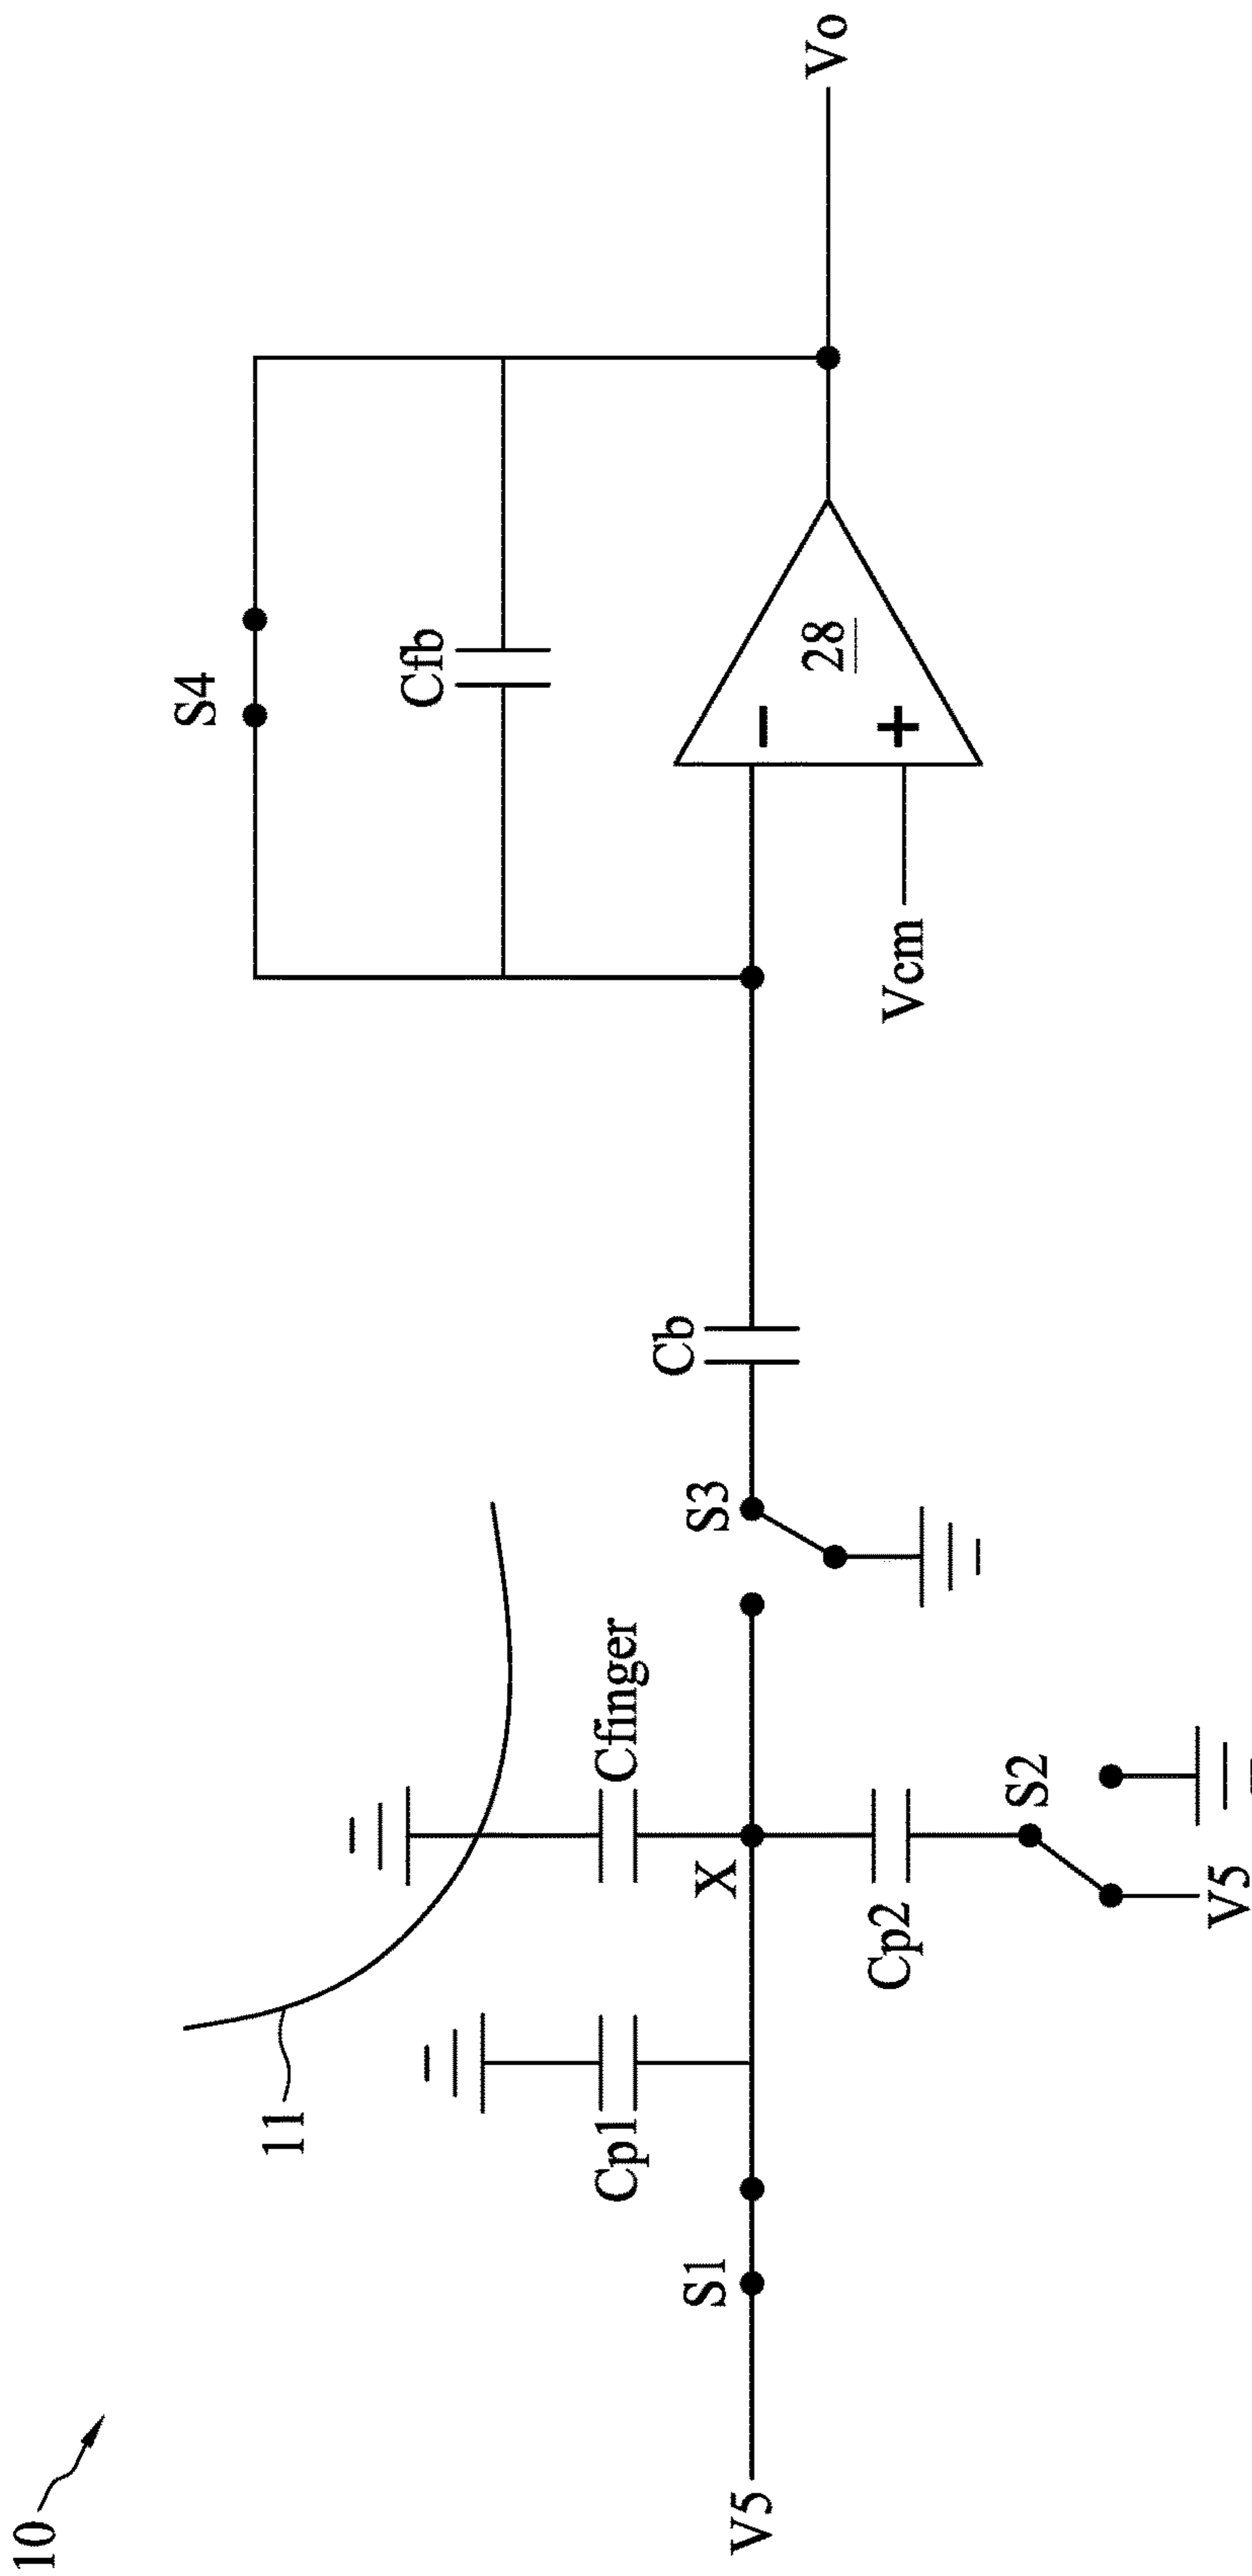 10
11
S4
Cfb
28
−
+
Vcm
Vo
Cb
S3
Cfinger
X
Cp1
S1
V5
Cp2
S2
V5